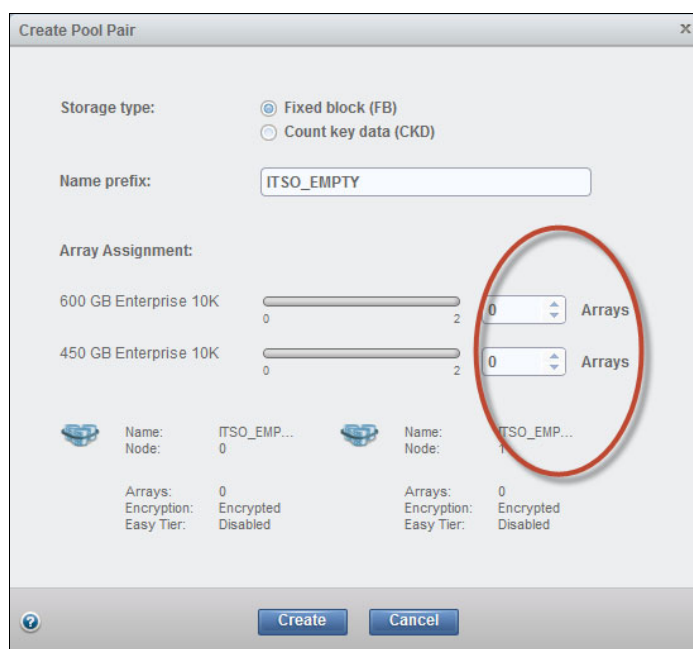 Create Pool Pair x
Storage type: Fixed block (FB)
Count key data (CKD)
Name prefix: ITSO_EMPTY
Array Assignment:
600 GB Enterprise 10K 0 Arrays
0 2
450 GB Enterprise 10K 0 Arrays
0 2
Name: ITSO_EMP... Name: ITSO_EMP...
Node: 0 Node: 1
Arrays: 0 Arrays: 0
Encryption: Encrypted Encryption: Encrypted
Easy Tier: Disabled Easy Tier: Disabled
? Create Cancel